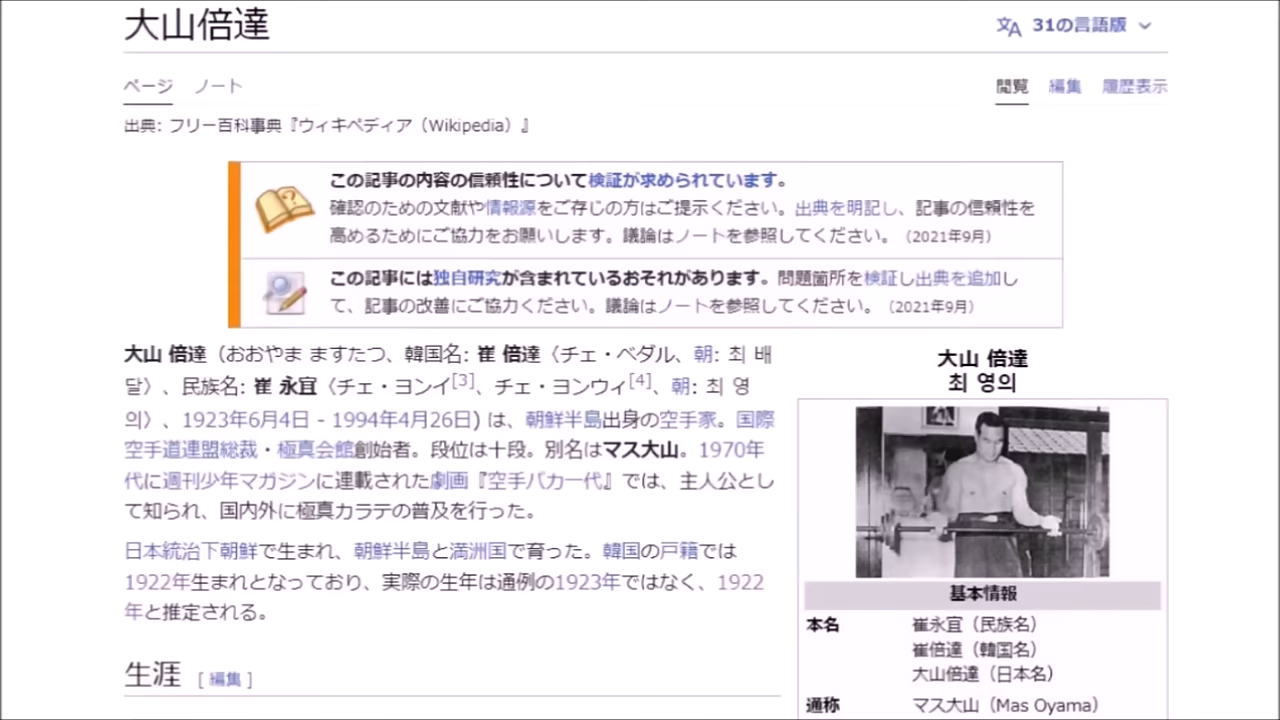 大山倍達
31の言語版
ページ ノート
閲覧 編集 履歴表示
出典: フリー百科事典『ウィキペディア（Wikipedia）』
この記事の内容の信頼性について検証が求められています。
確認のための文献や情報源をご存じの方はご提示ください。出典を明記し、記事の信頼性を
高めるためにご協力をお願いします。議論はノートを参照してください。（2021年9月）
この記事には独自研究が含まれているおそれがあります。問題箇所を検証し出典を追加し
て、記事の改善にご協力ください。議論はノートを参照してください。（2021年9月）
大山 倍達（おおやま ますたつ、韓国名: 崔 倍達〈チェ・ベダル、朝: 최 배
달〉、民族名: 崔 永宜〈チェ・ヨンイ[3]、チェ・ヨンウィ[4]、朝: 최 영
의〉、1923年6月4日 - 1994年4月26日) は、朝鮮半島出身の空手家。国際
空手道連盟総裁・極真会館創始者。段位は十段。別名はマス大山。1970年
代に週刊少年マガジンに連載された劇画『空手バカ一代』では、主人公とし
て知られ、国内外に極真カラテの普及を行った。
日本統治下朝鮮で生まれ、朝鮮半島と満洲国で育った。韓国の戸籍では
1922年生まれとなっており、実際の生年は通例の1923年ではなく、1922
年と推定される。
生涯 [ 編集 ]
大山 倍達
최 영의
基本情報
本名 崔永宜（民族名）
崔倍達（韓国名）
大山倍達（日本名）
通称 マス大山（Mas Oyama）